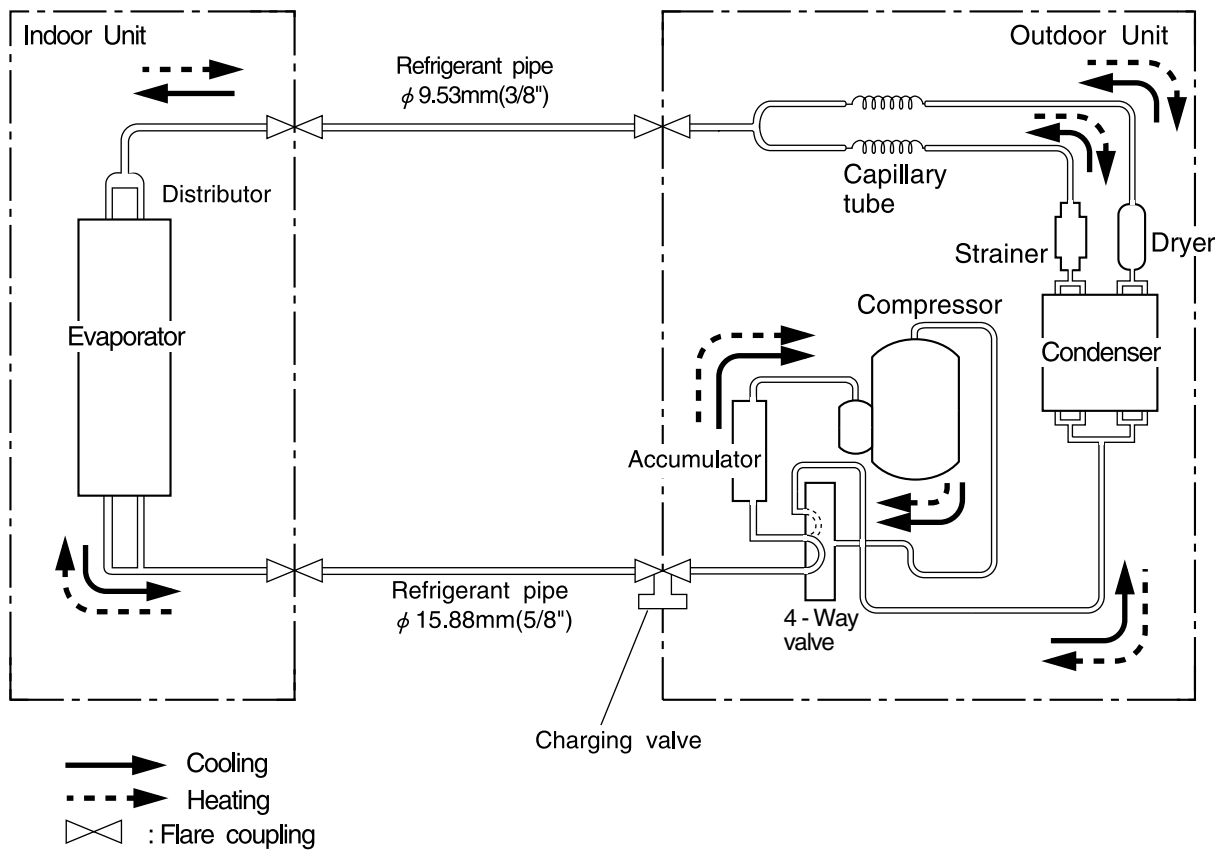 Indoor Unit
Outdoor Unit
Refrigerant pipe
ϕ 9.53mm(3/8")
Distributor
Capillary
tube
Strainer
Dryer
Evaporator
Compressor
Condenser
Accumulator
Refrigerant pipe
ϕ 15.88mm(5/8")
4 - Way
valve
Charging valve
Cooling
Heating
: Flare coupling